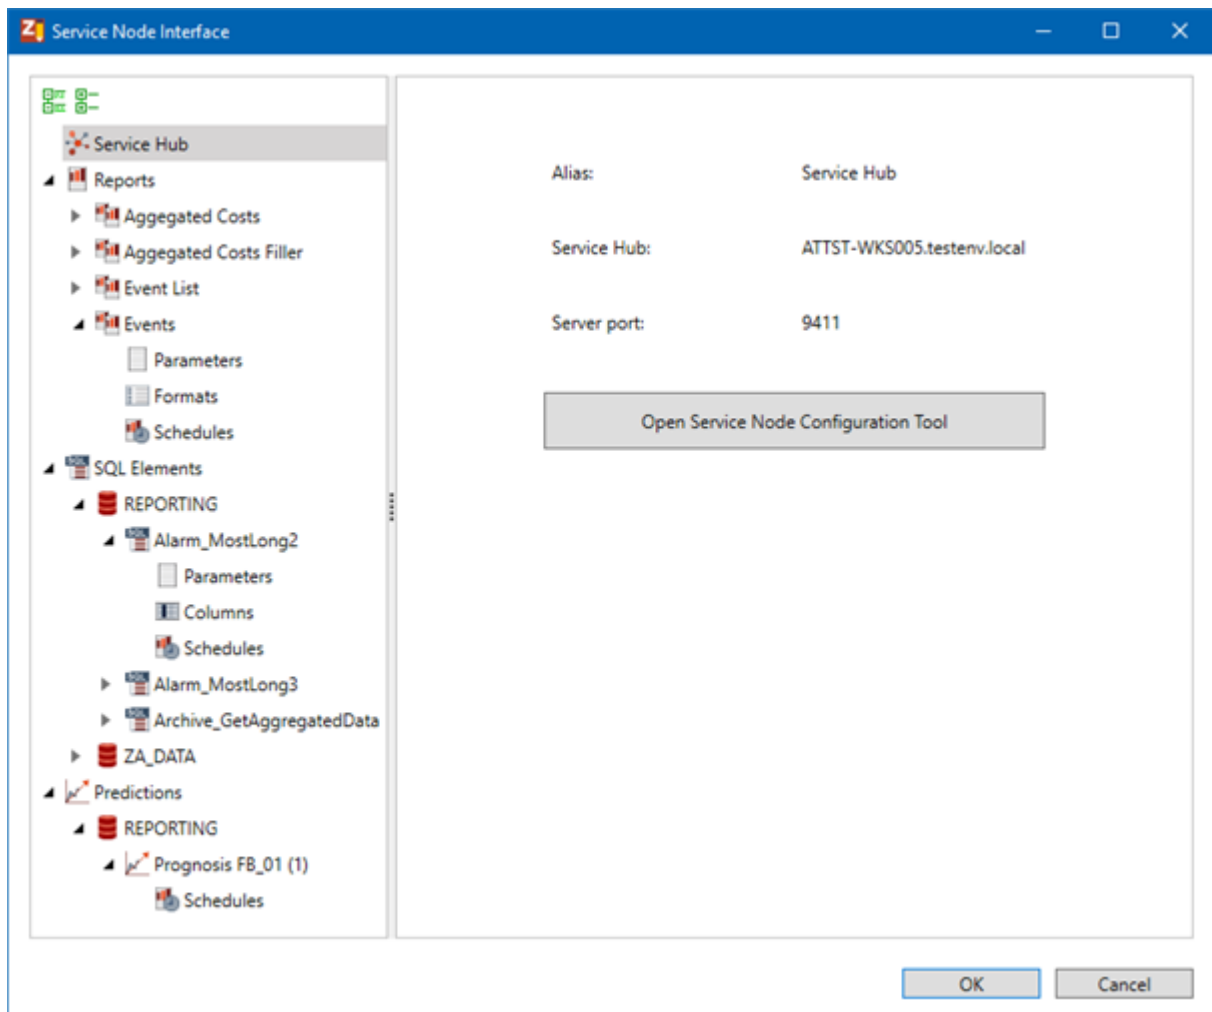 Service Node Interface
Service Hub
Reports
Aggegated Costs
Aggegated Costs Filler
Event List
Events
Parameters
Formats
Schedules
SQL Elements
REPORTING
Alarm_MostLong2
Parameters
Columns
Schedules
Alarm_MostLong3
Archive_GetAggregatedData
ZA_DATA
Predictions
REPORTING
Prognosis FB_01 (1)
Schedules
Alias: Service Hub
Service Hub: ATTST-WKS005.testenv.local
Server port: 9411
Open Service Node Configuration Tool
OK Cancel